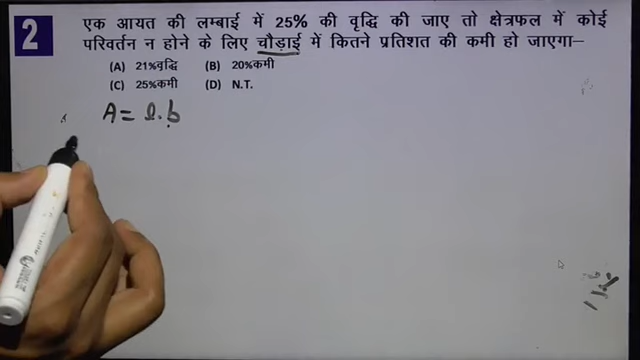 2
एक आयत की लम्बाई में 25% की वृद्धि की जाए तो क्षेत्रफल में कोई
परिवर्तन न होने के लिए चौड़ाई में कितने प्रतिशत की कमी हो जाएगा–
(A) 21%वृद्धि (B) 20%कमी
(C) 25%कमी (D) N.T.
A = l.b